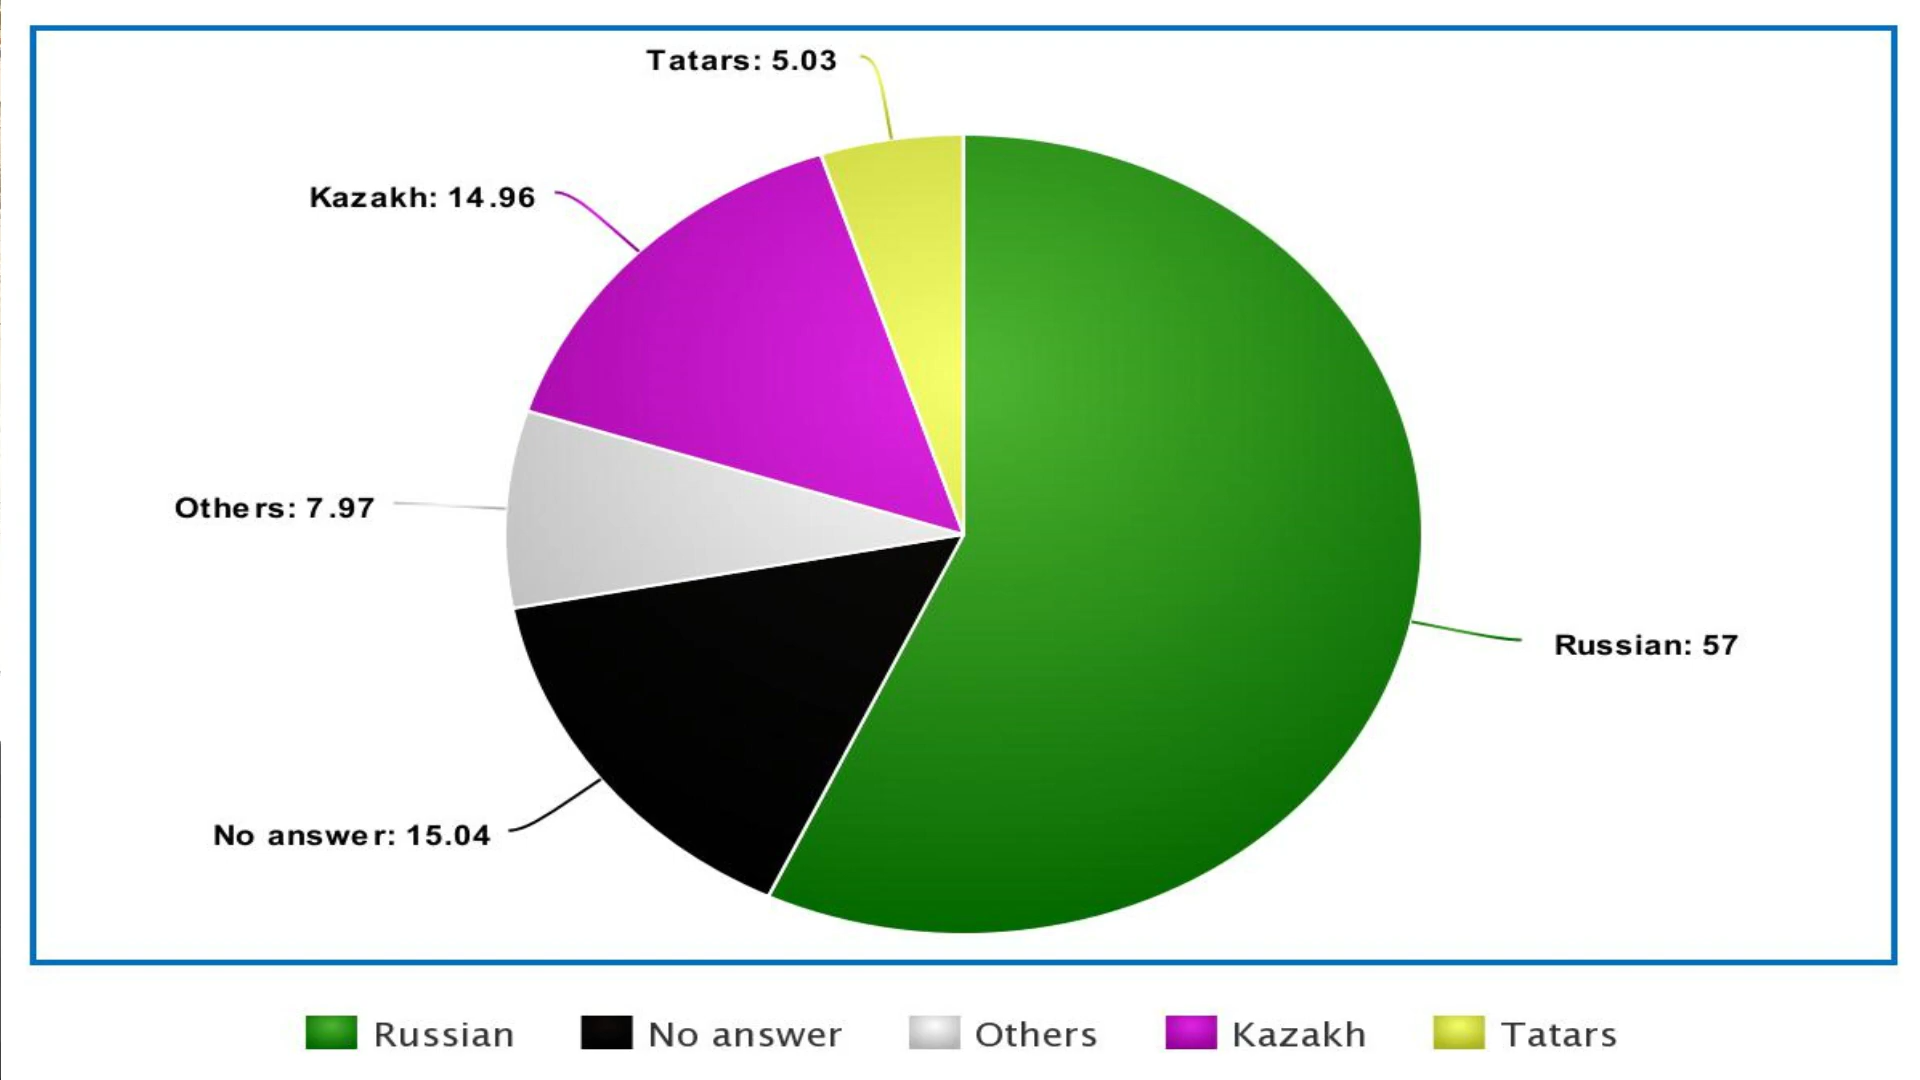 Tatars: 5.03
Kazakh: 14.96
Others: 7.97
Russian: 57
No answer: 15.04
Russian
No answer
Others
Kazakh
Tatars